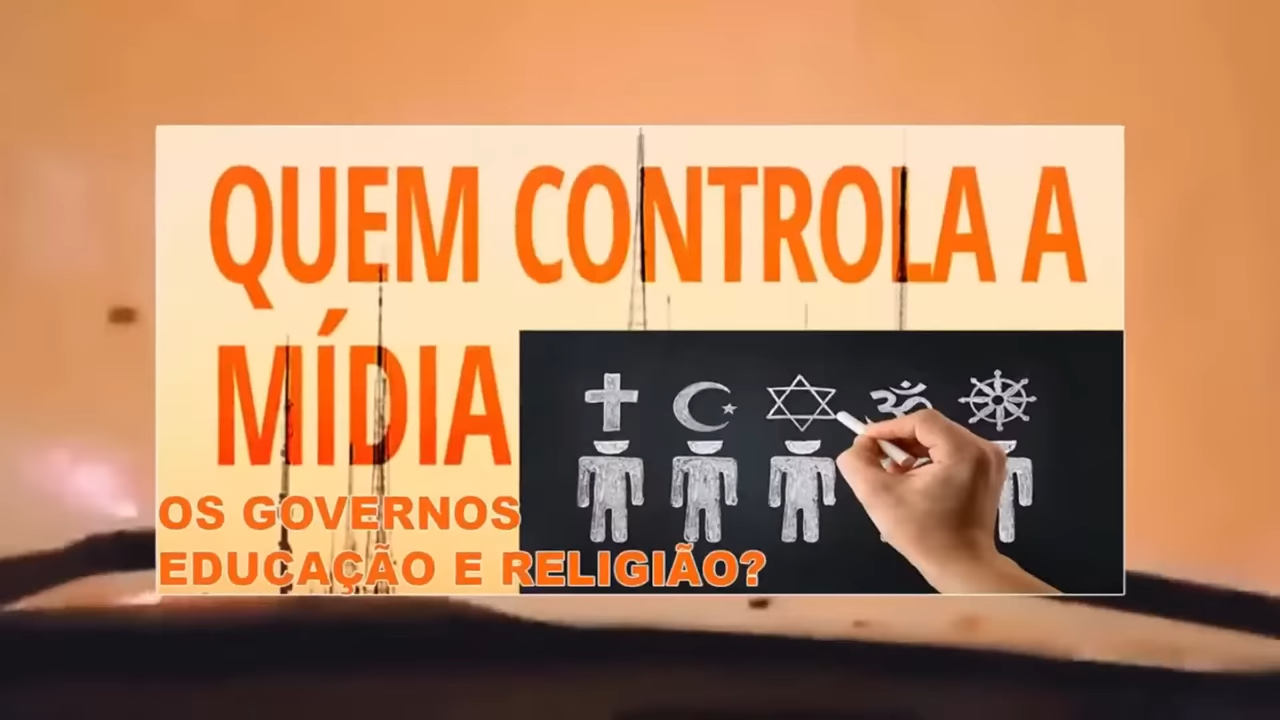 QUEM CONTROLA A
MÍDIA
OS GOVERNOS
EDUCAÇÃO E RELIGIÃO?